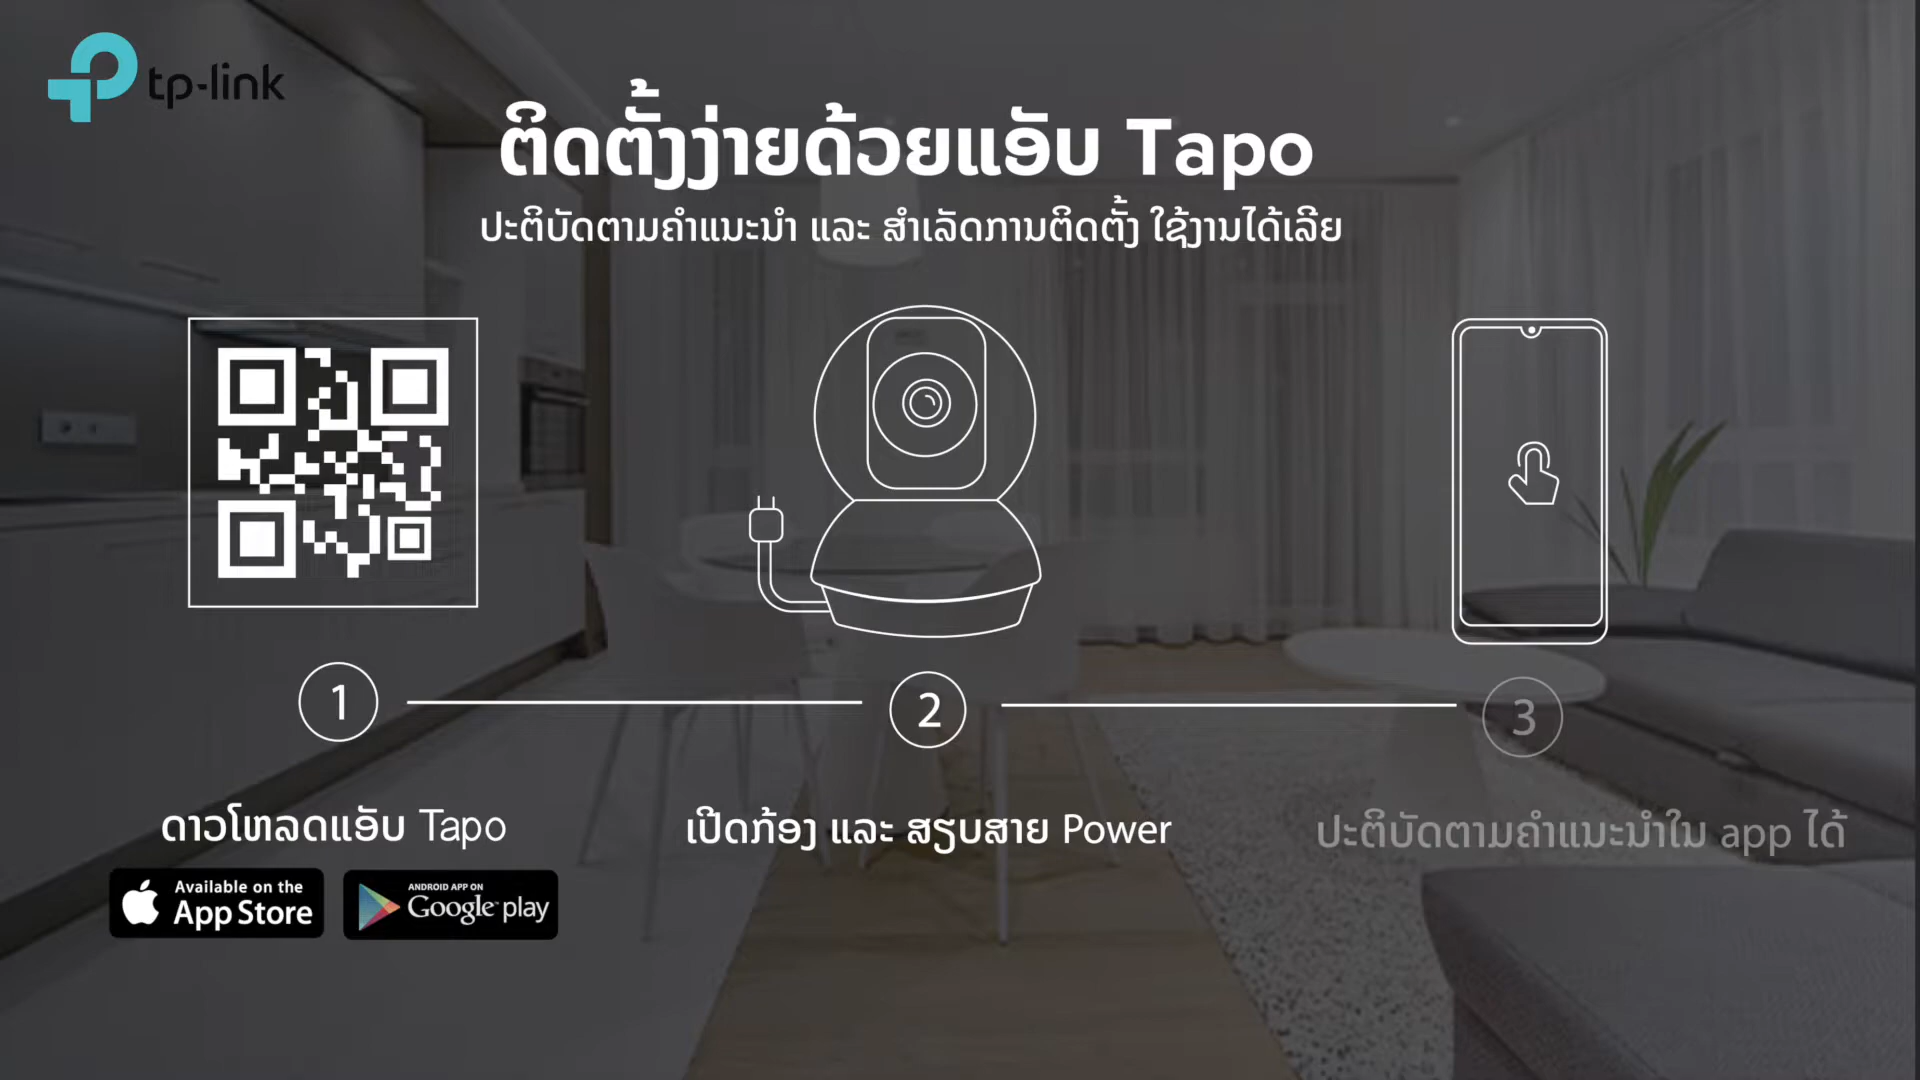 tp-link
ຕິດຕັ້ງງ່າຍດ້ວຍແອັບ Tapo
ປະຕິບັດຕາມຄຳແນະນຳ ແລະ ສຳເລັດການຕິດຕັ້ງ ໃຊ້ງານໄດ້ເລີຍ
1
2
3
ດາວໂຫລດແອັບ Tapo
ເປີດກ້ອງ ແລະ ສຽບສາຍ Power
ປະຕິບັດຕາມຄຳແນະນຳໃນ app ໄດ້
Available on the
App Store
ANDROID APP ON
Google play